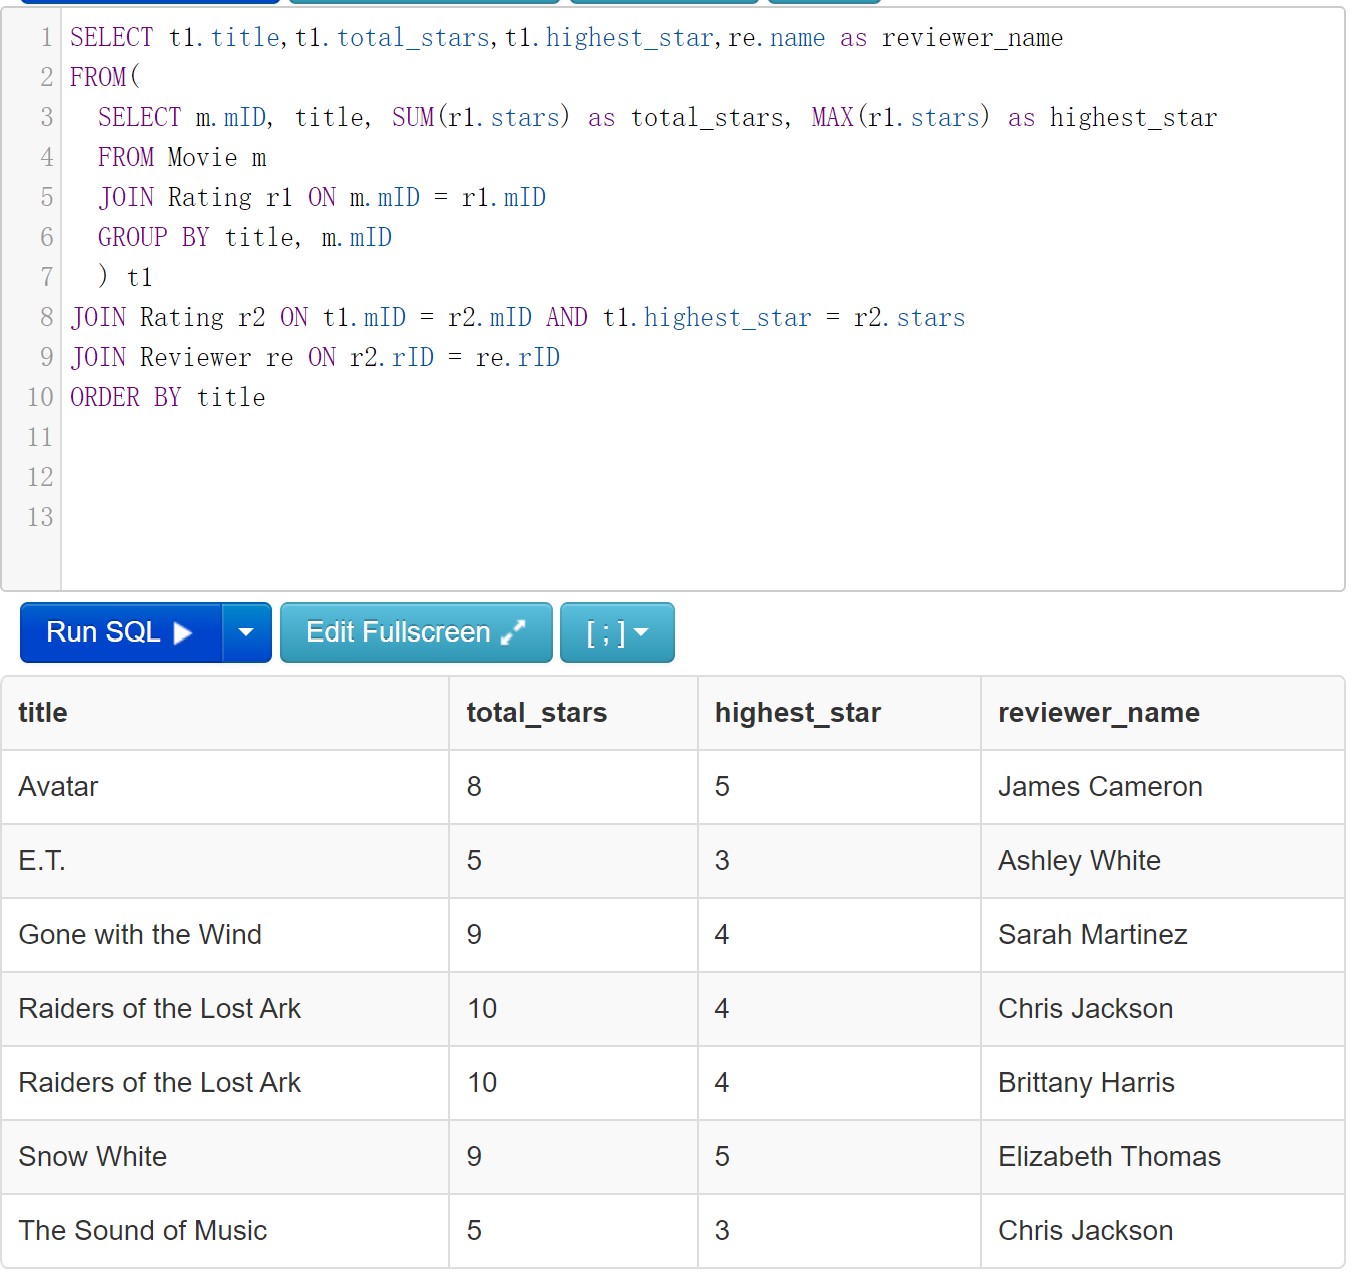 1 SELECT t1.title,t1.total_stars,t1.highest_star,re.name as reviewer_name
2 FROM(
3 SELECT m.mID, title, SUM(r1.stars) as total_stars, MAX(r1.stars) as highest_star
4 FROM Movie m
5 JOIN Rating r1 ON m.mID = r1.mID
6 GROUP BY title, m.mID
7 ) t1
8 JOIN Rating r2 ON t1.mID = r2.mID AND t1.highest_star = r2.stars
9 JOIN Reviewer re ON r2.rID = re.rID
10 ORDER BY title
11
12
13
Run SQL Edit Fullscreen [ ; ]
title total_stars highest_star reviewer_name
Avatar 8 5 James Cameron
E.T. 5 3 Ashley White
Gone with the Wind 9 4 Sarah Martinez
Raiders of the Lost Ark 10 4 Chris Jackson
Raiders of the Lost Ark 10 4 Brittany Harris
Snow White 9 5 Elizabeth Thomas
The Sound of Music 5 3 Chris Jackson